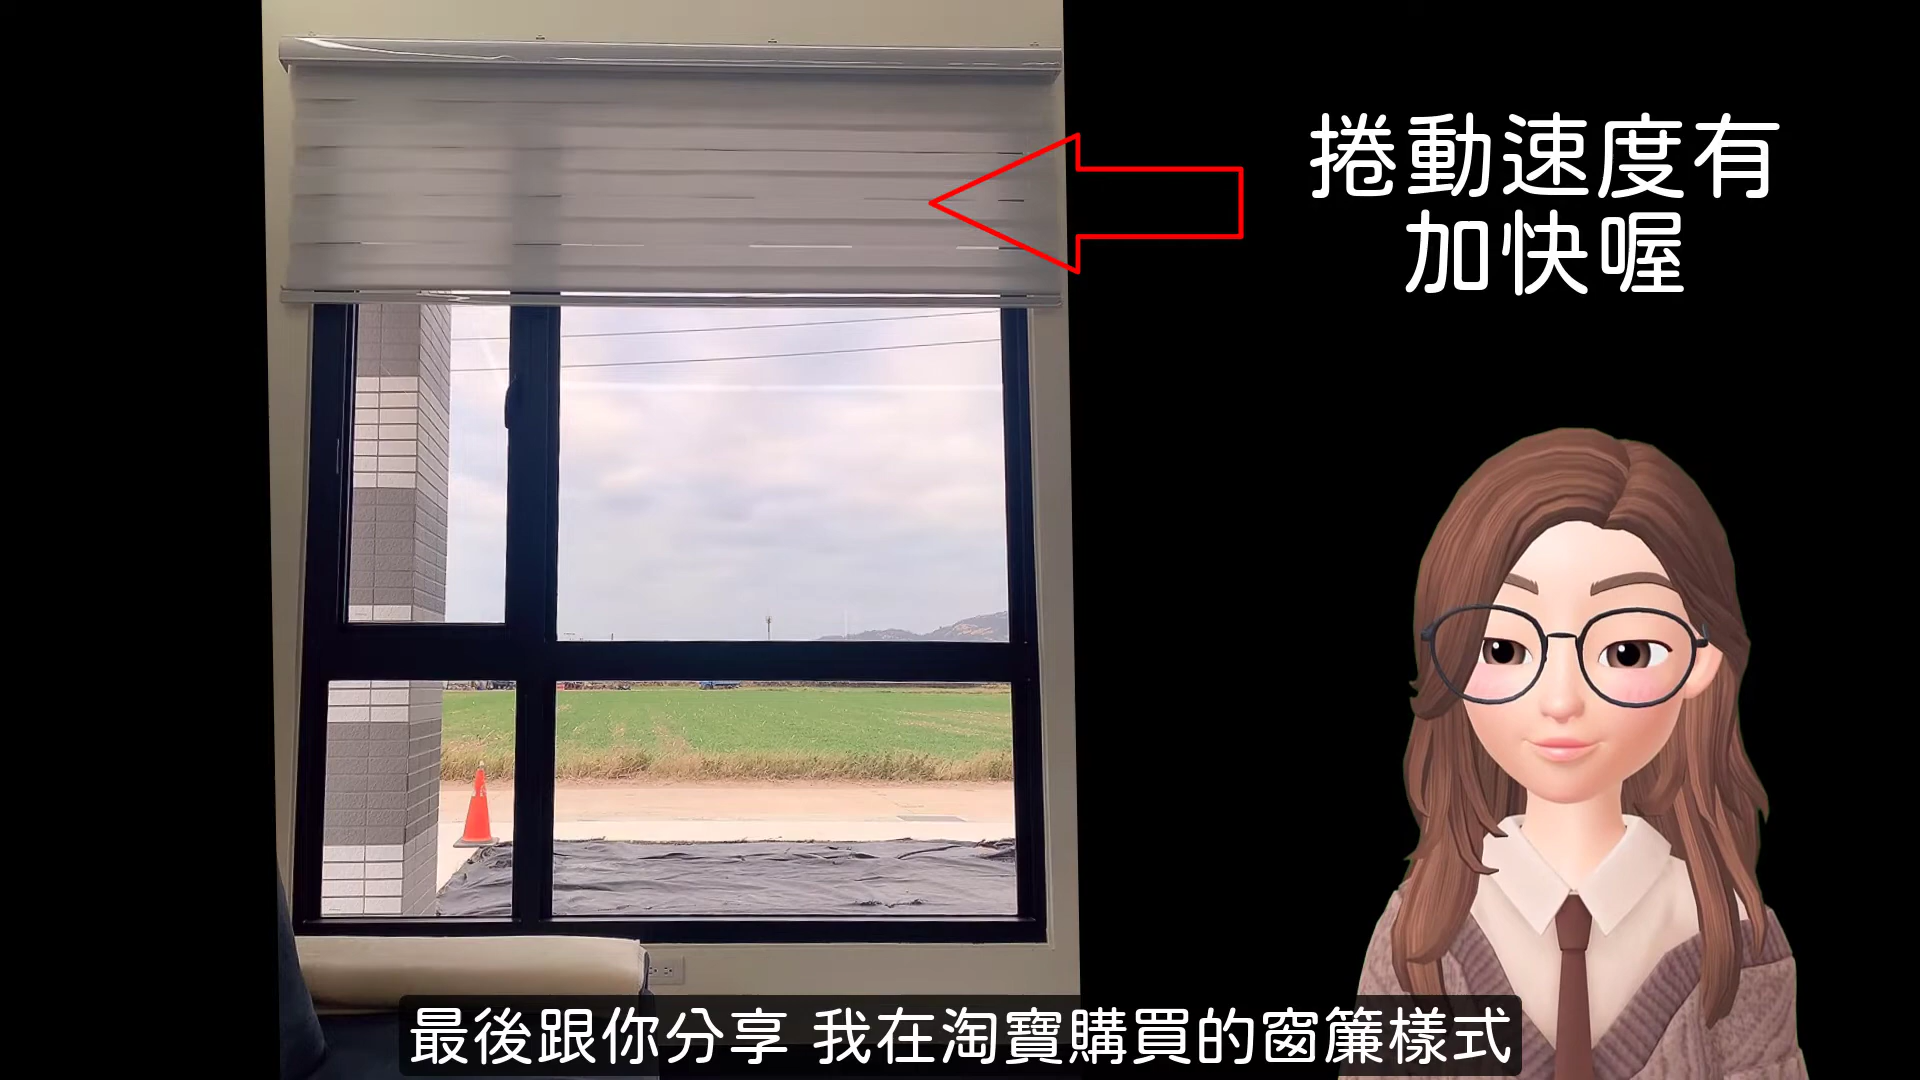 捲動速度有
加快喔
最後跟你分享 我在淘寶購買的窗簾樣式